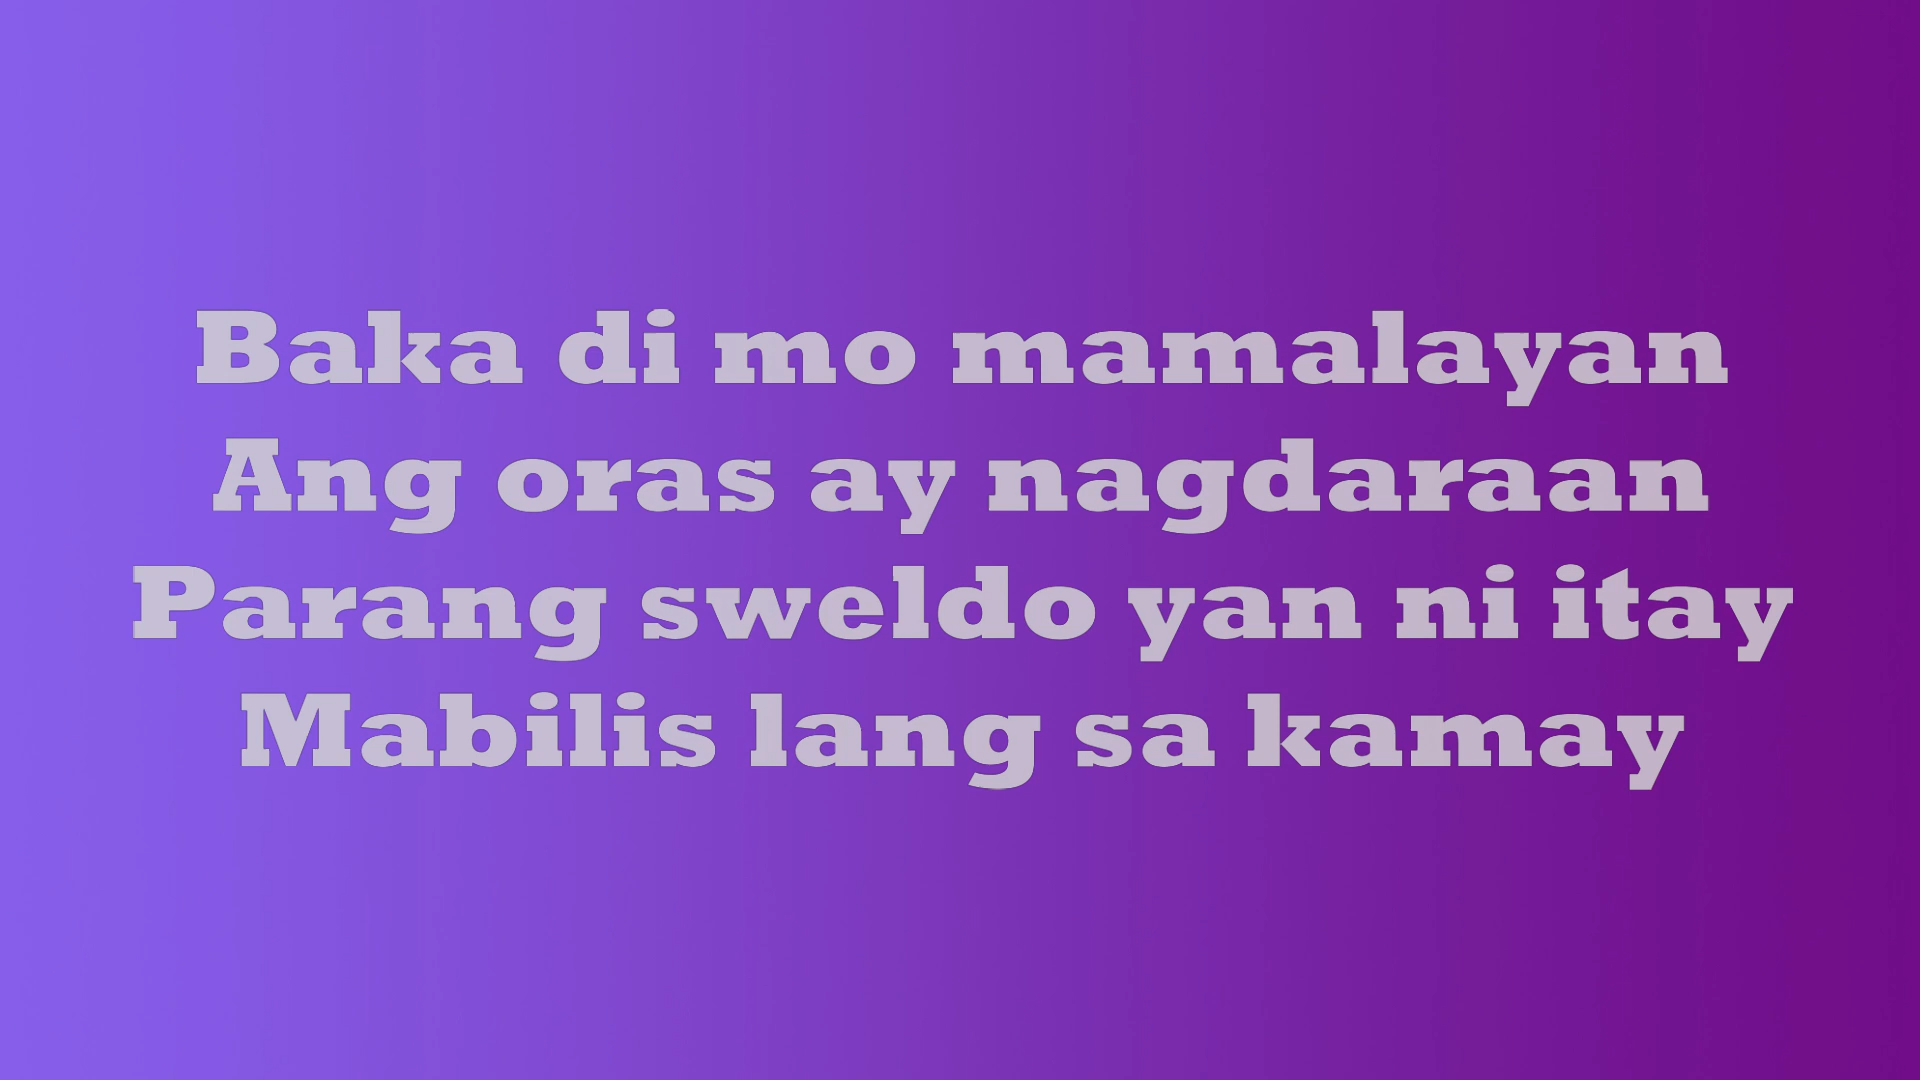 Baka di mo mamalayan
Ang oras ay nagdaraan
Parang sweldo yan ni itay
Mabilis lang sa kamay